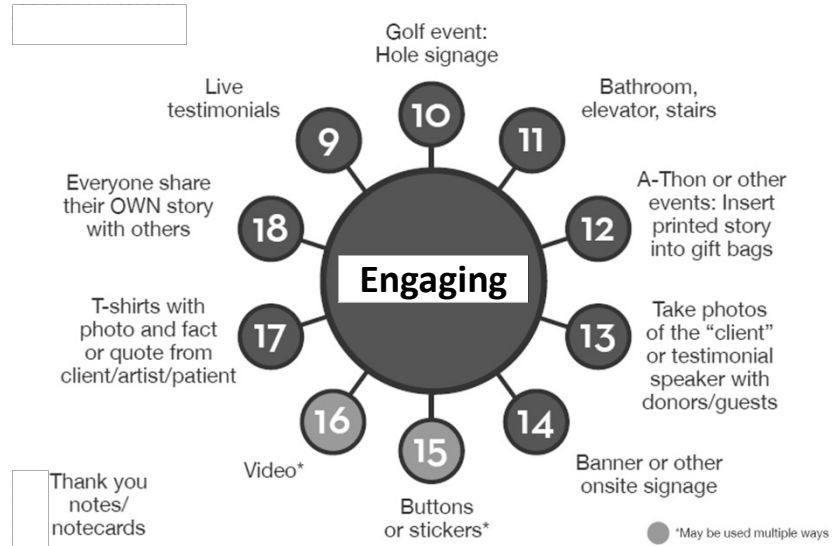 Golf event:
Hole signage
10
Live
testimonials
9
Bathroom,
elevator, stairs
11
Everyone share
their OWN story
with others
18
A-Thon or other
events: Insert
printed story
into gift bags
12
Engaging
T-shirts with
photo and fact
or quote from
client/artist/patient
17
Take photos
of the “client”
or testimonial
speaker with
donors/guests
13
16
Video*
15
Buttons
or stickers*
14
Banner or other
onsite signage
Thank you
notes/
notecards
*May be used multiple ways